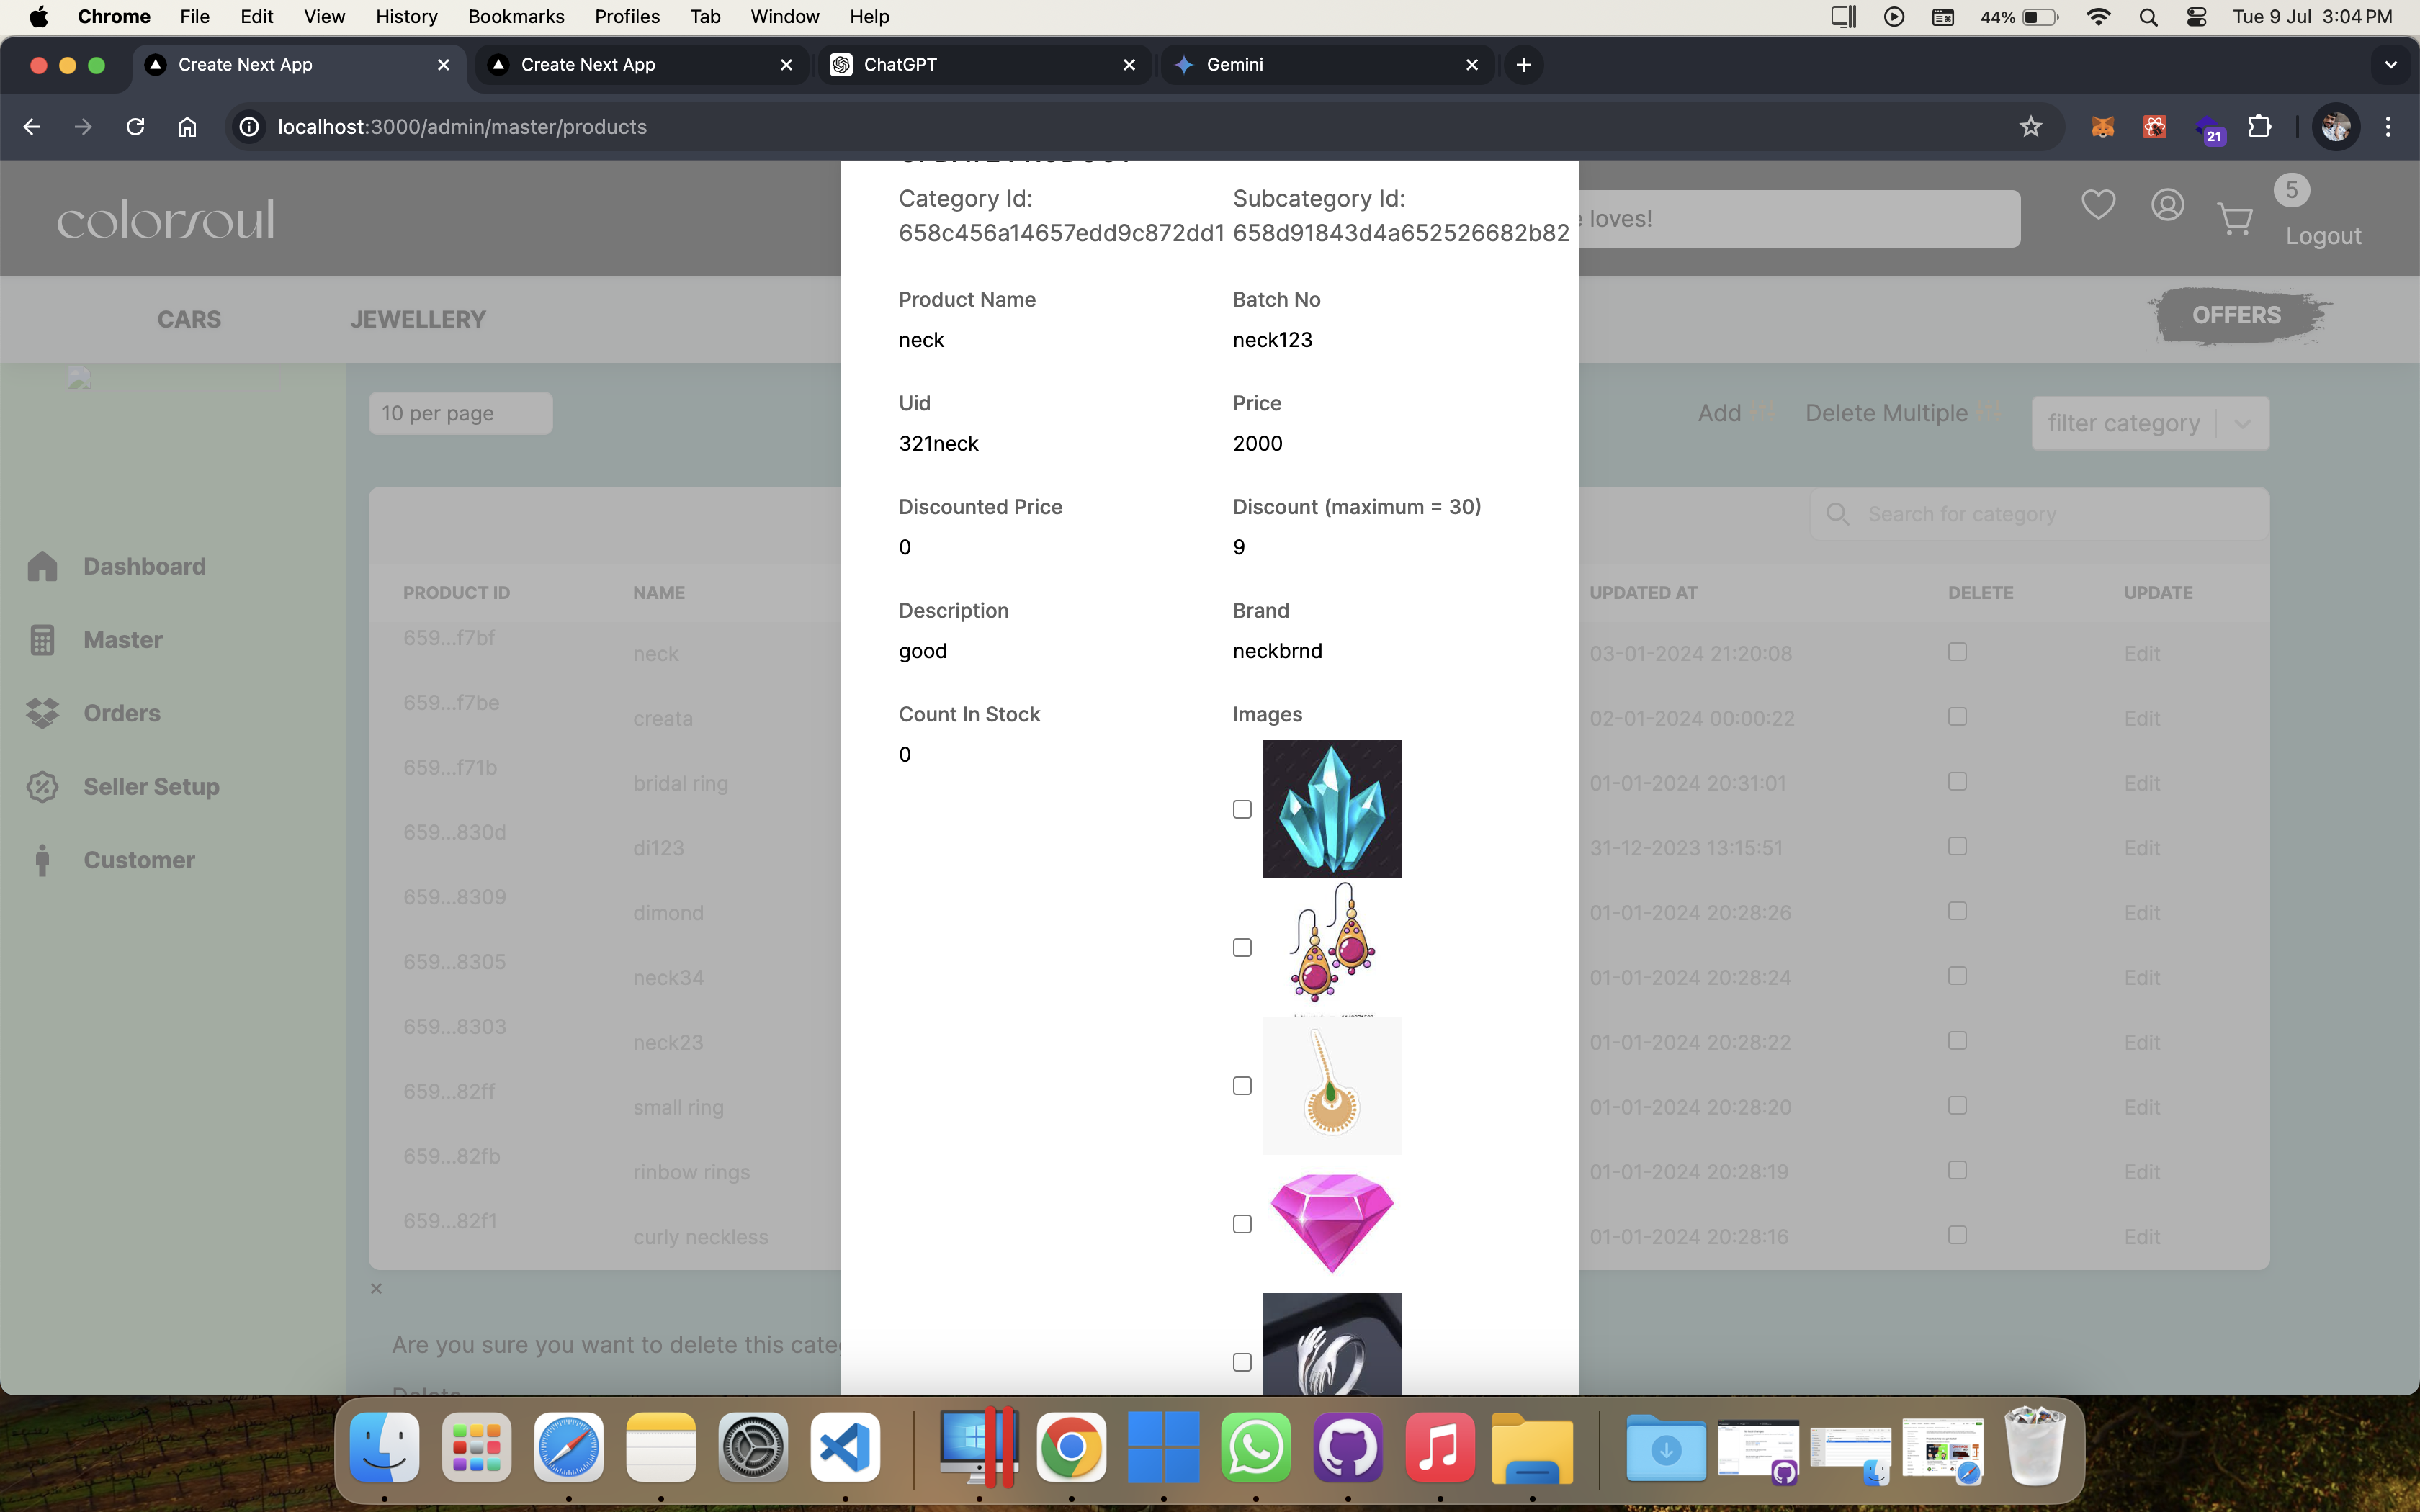 Chrome File Edit View History Bookmarks Profiles Tab Window Help 44% Tue 9 Jul 3:04 PM
Create Next App Create Next App ChatGPT Gemini
localhost:3000/admin/master/products 21
UPDATE PRODUCT
Category Id: Subcategory Id:
658c456a14657edd9c872dd1 658d91843d4a652526682b82
colorsoul
e loves!
5
Logout
CARS JEWELLERY OFFERS
Product Name Batch No
neck neck123
Uid Price
321neck 2000
Discounted Price Discount (maximum = 30)
0 9
Description Brand
good neckbrnd
Count In Stock Images
0
10 per page
Add Delete Multiple filter category
Search for category
Dashboard
Master
Orders
Seller Setup
Customer
PRODUCT ID NAME UPDATED AT DELETE UPDATE
659...f7bf neck 03-01-2024 21:20:08 Edit
659...f7be creata 02-01-2024 00:00:22 Edit
659...f71b bridal ring 01-01-2024 20:31:01 Edit
659...830d di123 31-12-2023 13:15:51 Edit
659...8309 dimond 01-01-2024 20:28:26 Edit
659...8305 neck34 01-01-2024 20:28:24 Edit
659...8303 neck23 01-01-2024 20:28:22 Edit
659...82ff small ring 01-01-2024 20:28:20 Edit
659...82fb rinbow rings 01-01-2024 20:28:19 Edit
659...82f1 curly neckless 01-01-2024 20:28:16 Edit
Are you sure you want to delete this cate
Delete